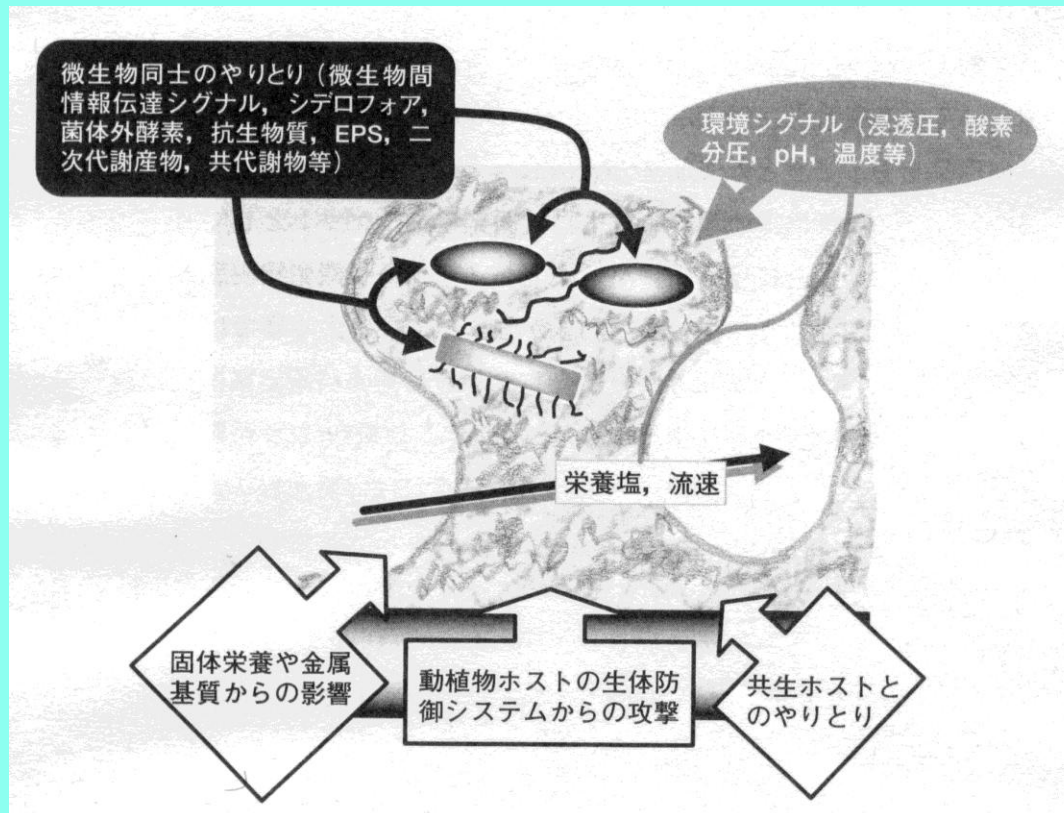 微生物同士のやりとり（微生物間
情報伝達シグナル，シデロフォア，
菌体外酵素，抗生物質，EPS，二
次代謝産物，共代謝物等）
環境シグナル（浸透圧，酸素
分圧，pH，温度等）
栄養塩，流速
固体栄養や金属
基質からの影響
動植物ホストの生体防
御システムからの攻撃
共生ホストと
のやりとり